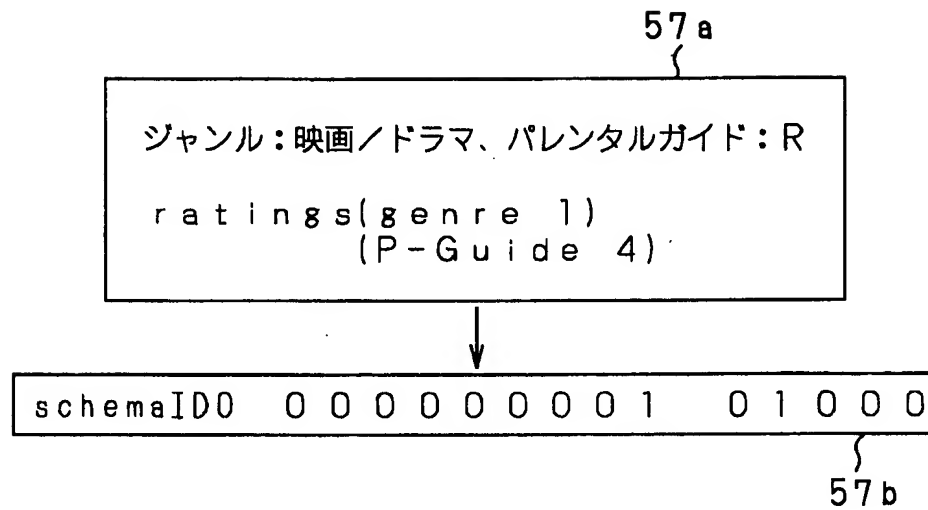 57a
ジャンル:映画/ドラマ、パレンタルガイド:R
ratings(genre 1)
(P-Guide 4)
schemaID0 000000001 01000
57b